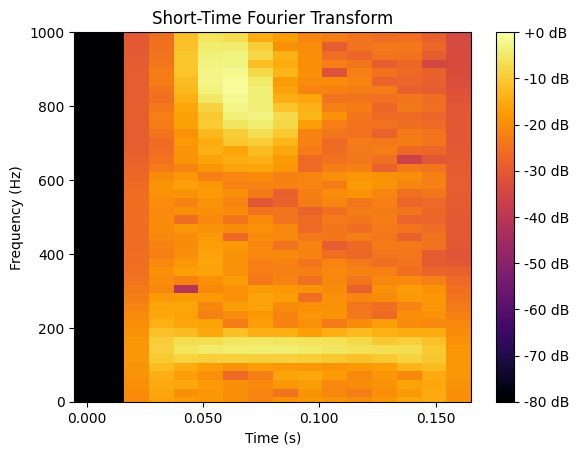 Short-Time Fourier Transform
1000
800
600
400
200
0
Frequency (Hz)
0.000
0.050
0.100
0.150
Time (s)
+0 dB
-10 dB
-20 dB
-30 dB
-40 dB
-50 dB
-60 dB
-70 dB
-80 dB